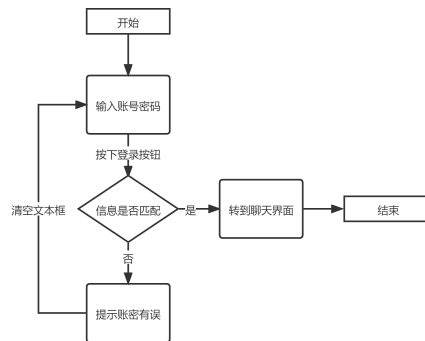 开始
输入账号密码
按下登录按钮
清空文本框
信息是否匹配
是
转到聊天界面
结束
否
提示账密有误